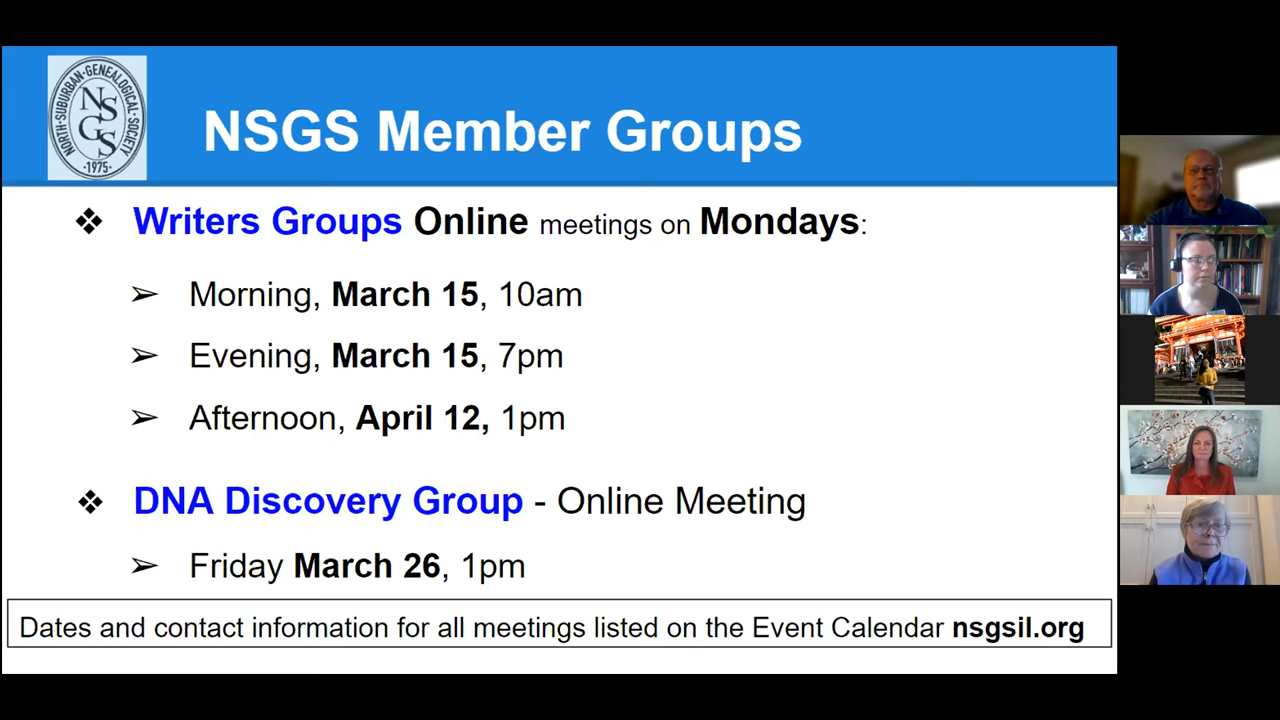 NORTH SUBURBAN GENEALOGICAL SOCIETY
NS
GS
·1975·
NSGS Member Groups
❖ Writers Groups Online meetings on Mondays:
➢ Morning, March 15, 10am
➢ Evening, March 15, 7pm
➢ Afternoon, April 12, 1pm
❖ DNA Discovery Group - Online Meeting
➢ Friday March 26, 1pm
Dates and contact information for all meetings listed on the Event Calendar nsgsil.org